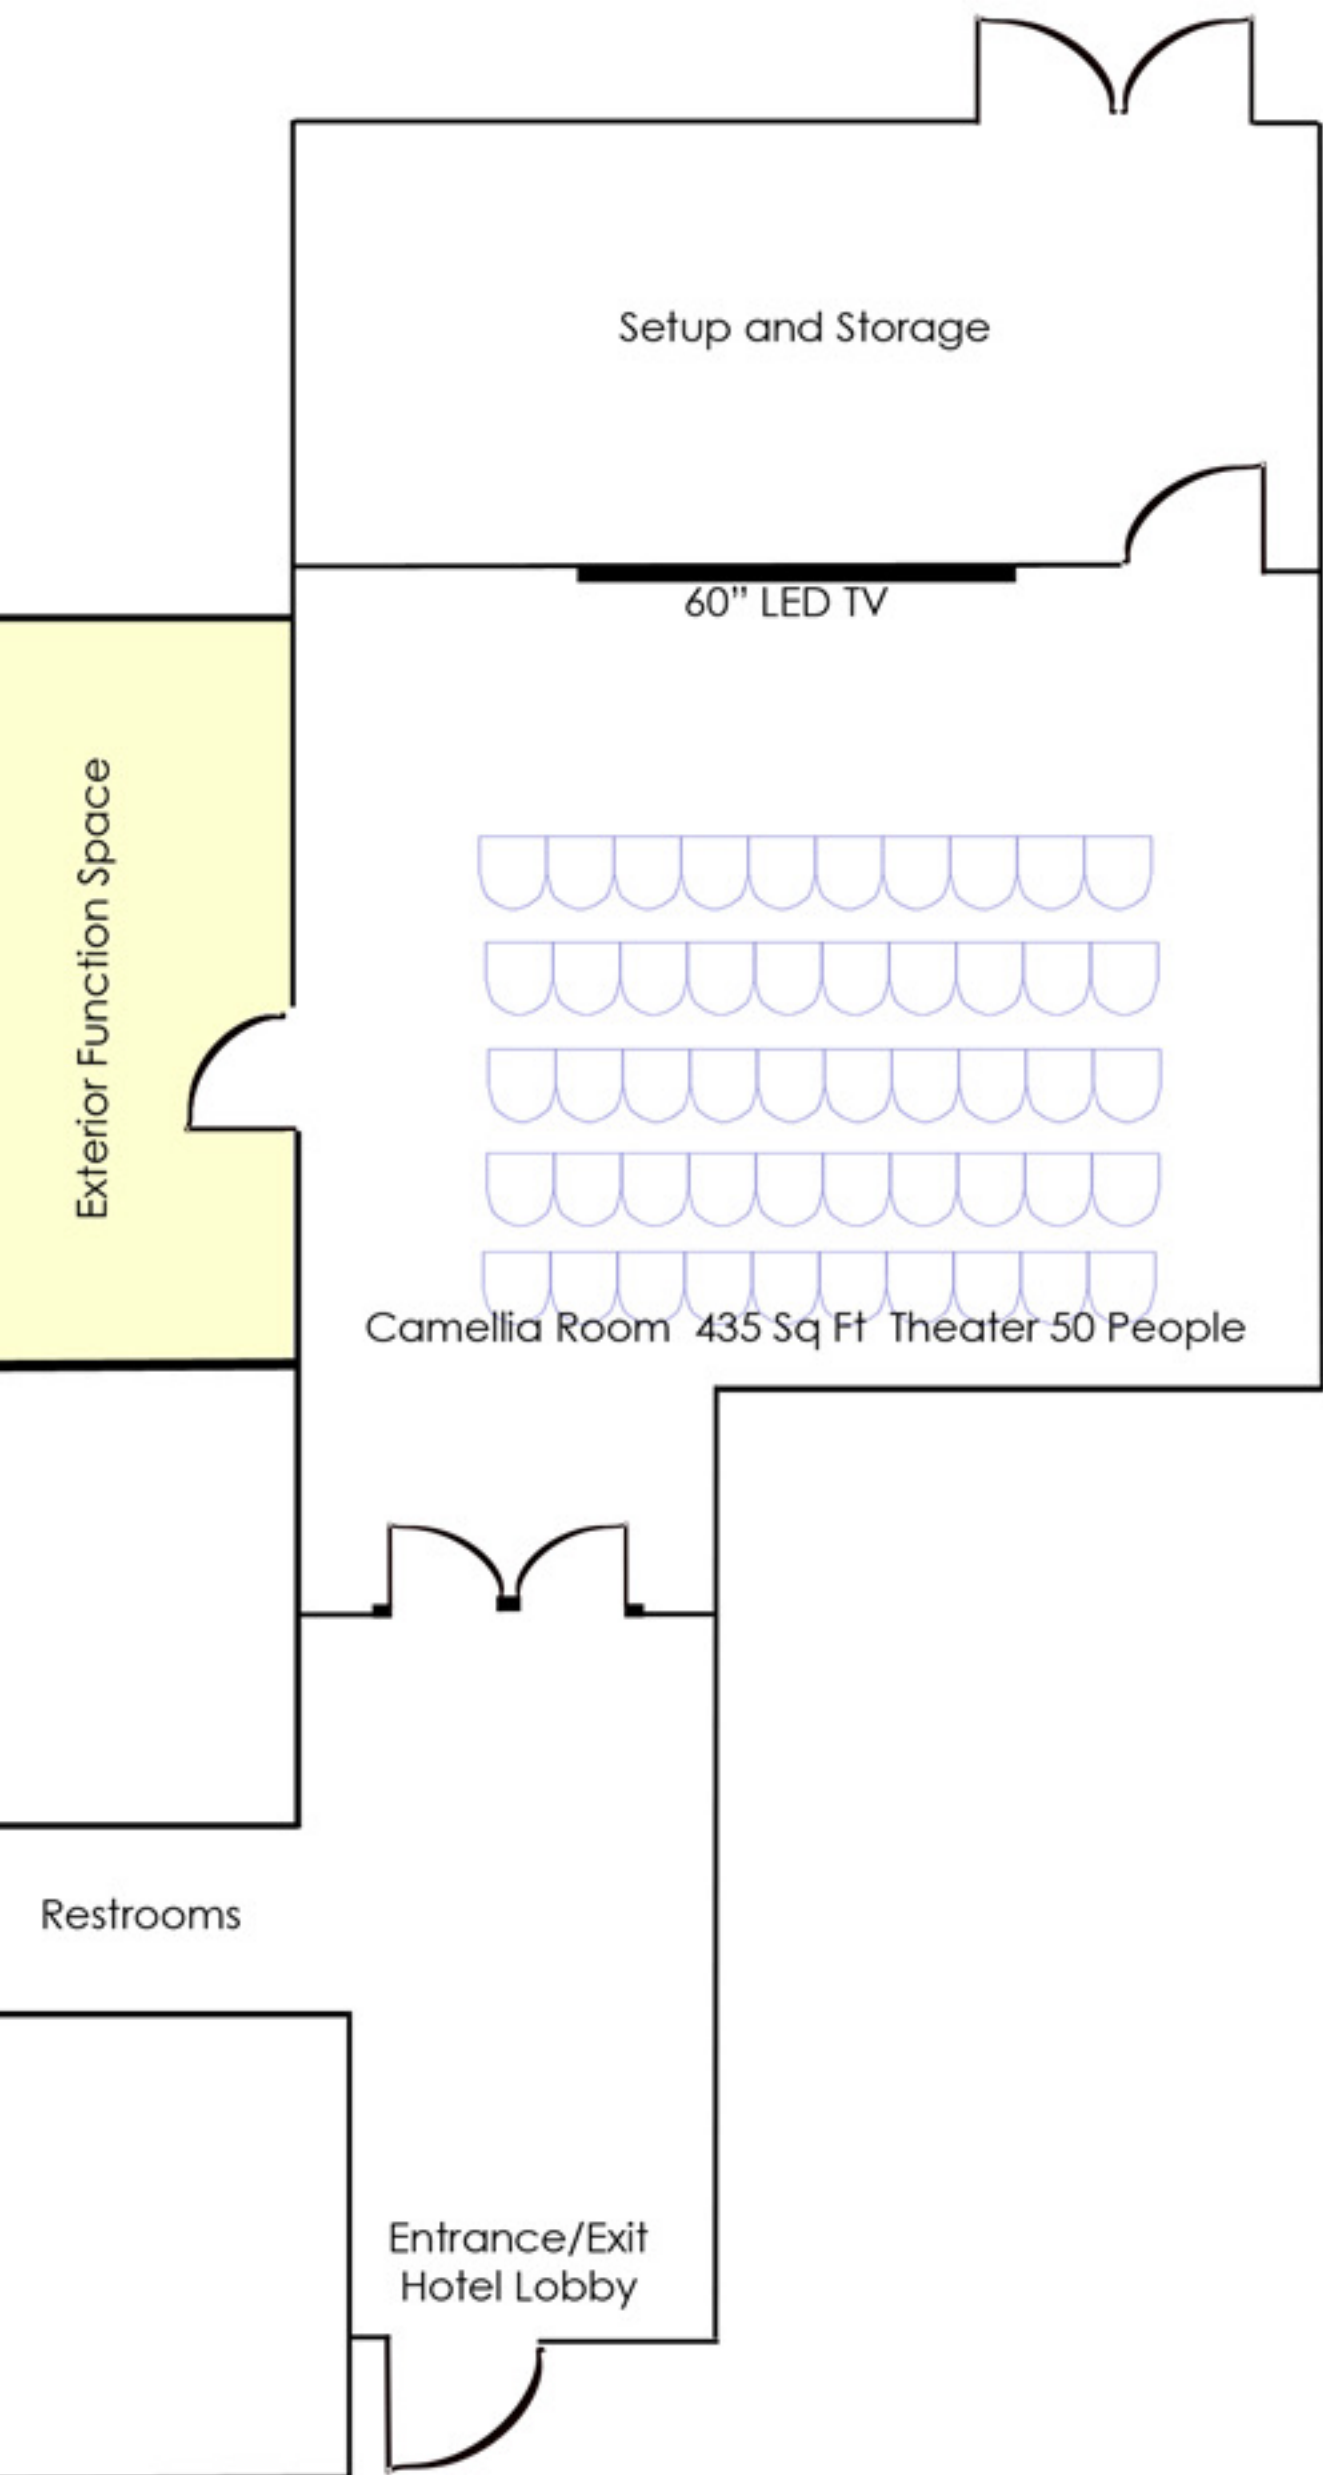 Setup and Storage
60” LED TV
Exterior Function Space
Camellia Room 435 Sq Ft Theater 50 People
Restrooms
Entrance/Exit
Hotel Lobby